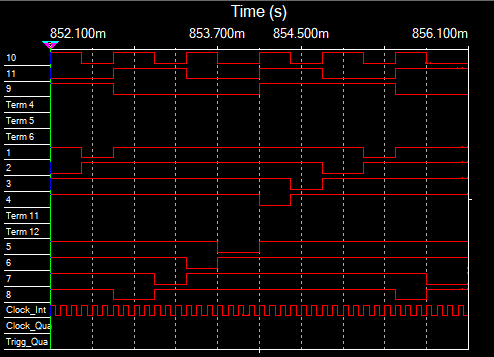 Time (s)
852.100m 853.700m 854.500m 856.100m
10
11
9
Term 4
Term 5
Term 6
1
2
3
4
Term 11
Term 12
5
6
7
8
Clock_Int
Clock_Qua
Trigg_Qua